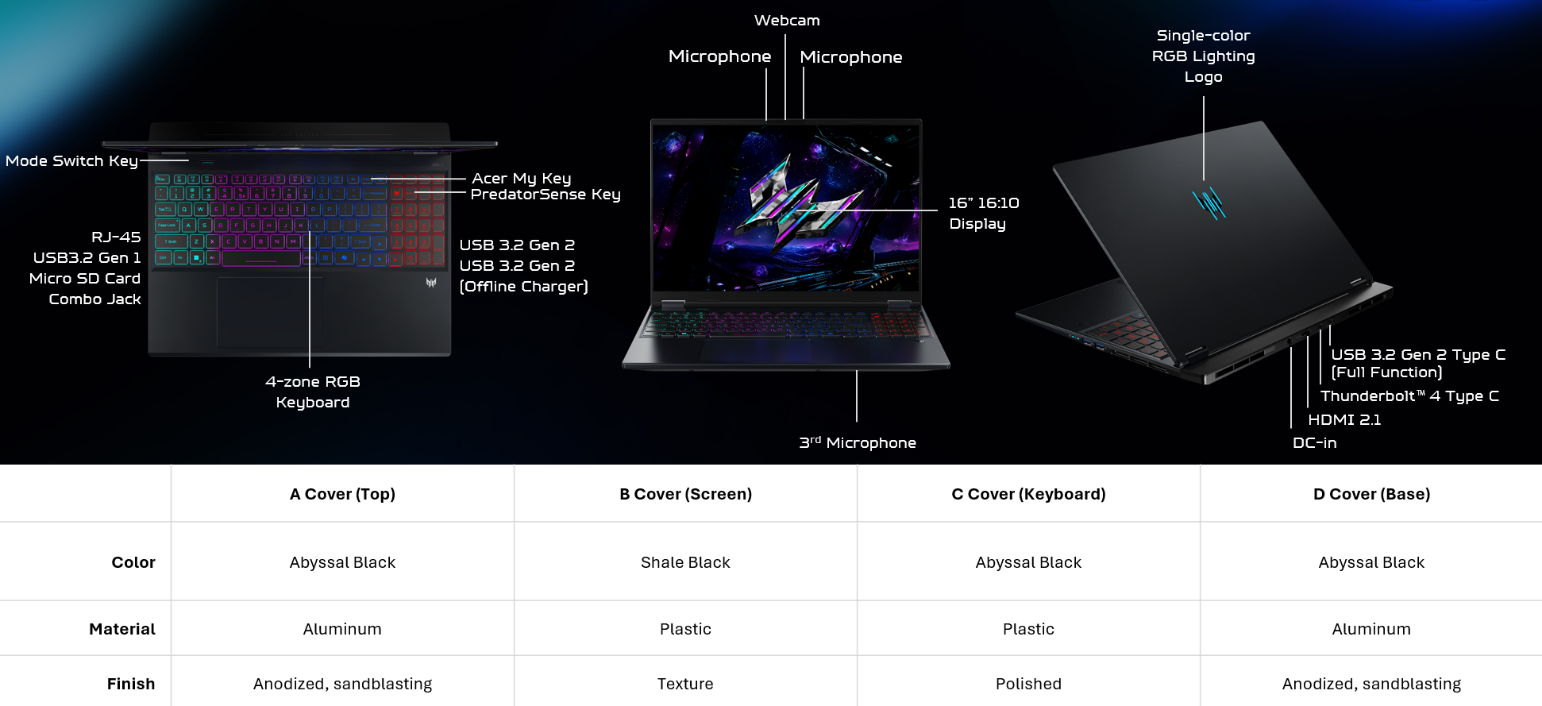 Webcam
Microphone
Microphone
Single-color
RGB Lighting
Logo
Mode Switch Key
Acer My Key
PredatorSense Key
16” 16:10
Display
RJ-45
USB3.2 Gen 1
Micro SD Card
Combo Jack
USB 3.2 Gen 2
USB 3.2 Gen 2
(Offline Charger)
4-zone RGB
Keyboard
3rd Microphone
USB 3.2 Gen 2 Type C
(Full Function)
Thunderbolt™ 4 Type C
HDMI 2.1
DC-in
A Cover (Top) B Cover (Screen) C Cover (Keyboard) D Cover (Base)
Color Abyssal Black Shale Black Abyssal Black Abyssal Black
Material Aluminum Plastic Plastic Aluminum
Finish Anodized, sandblasting Texture Polished Anodized, sandblasting